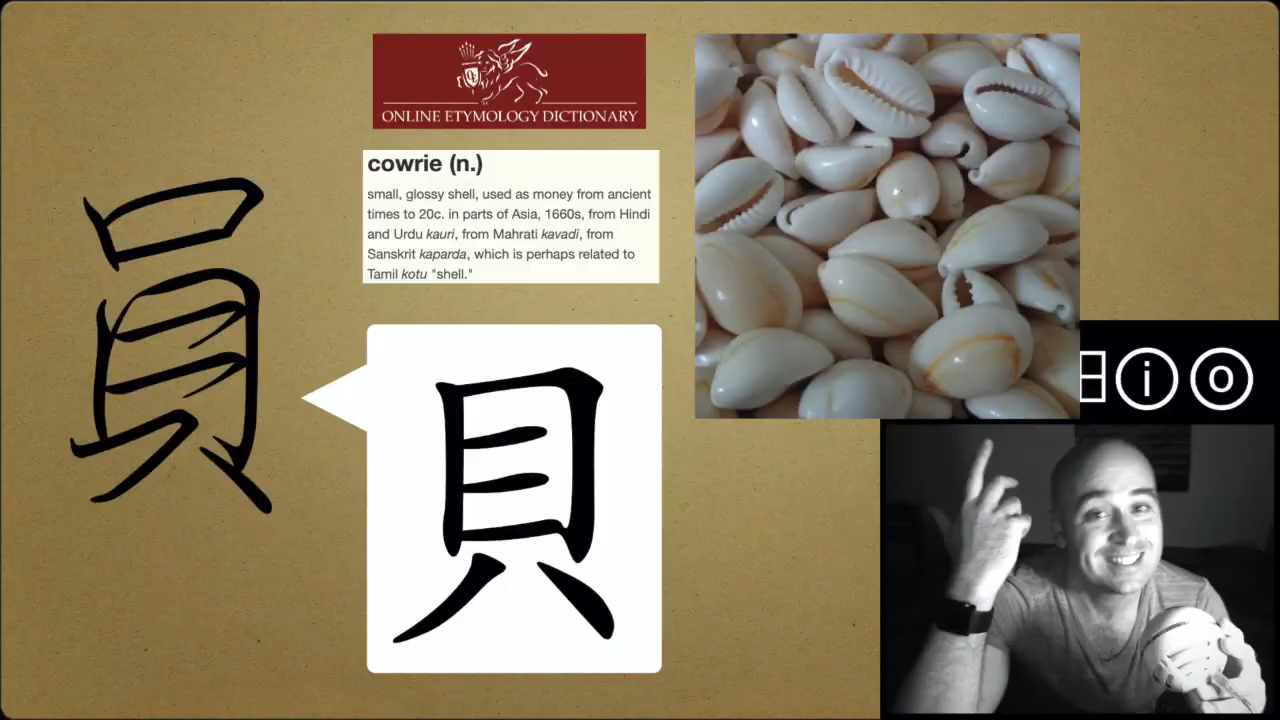 員
ONLINE ETYMOLOGY DICTIONARY
cowrie (n.)
small, glossy shell, used as money from ancient
times to 20c. in parts of Asia, 1660s, from Hindi
and Urdu kauri, from Mahrati kavadi, from
Sanskrit kaparda, which is perhaps related to
Tamil kotu "shell."
貝
i o